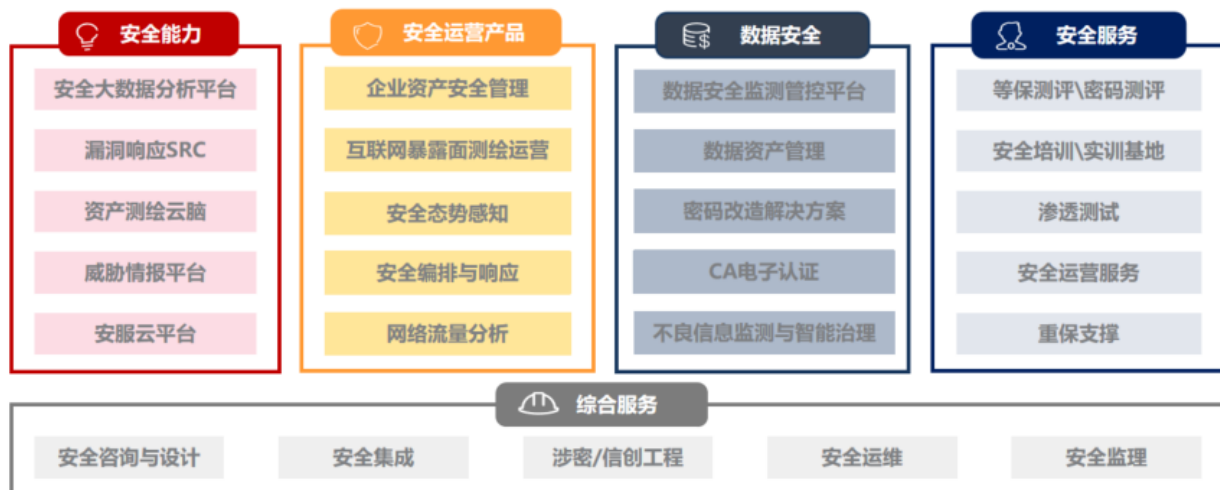 安全能力
安全大数据分析平台
漏洞响应SRC
资产测绘云脑
威胁情报平台
安服云平台
安全运营产品
企业资产安全管理
互联网暴露面测绘运营
安全态势感知
安全编排与响应
网络流量分析
数据安全
数据安全监测管控平台
数据资产管理
密码改造解决方案
CA电子认证
不良信息监测与智能治理
安全服务
等保测评\密码测评
安全培训\实训基地
渗透测试
安全运营服务
重保支撑
综合服务
安全咨询与设计
安全集成
涉密/信创工程
安全运维
安全监理